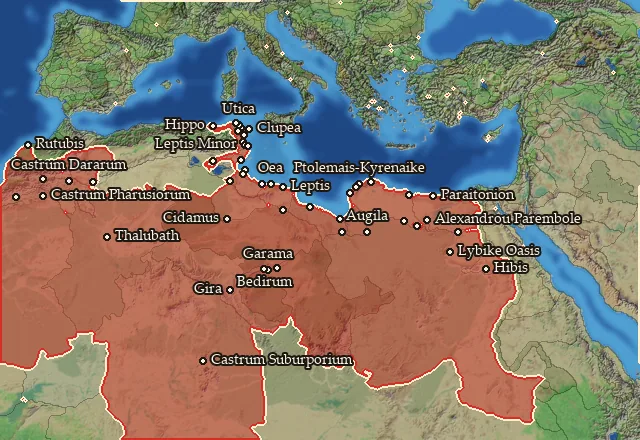 Utica
Hippo
Clupea
Rutubis
Leptis Minor
Castrum Dararum
Oea
Ptolemais-Kyrenaike
Leptis
Castrum Pharusiorum
Paraitonion
Cidamus
Augila
Alexandrou Parembole
Thalubath
Garama
Lybike Oasis
Hibis
Bedirum
Gira
Castrum Suburporium